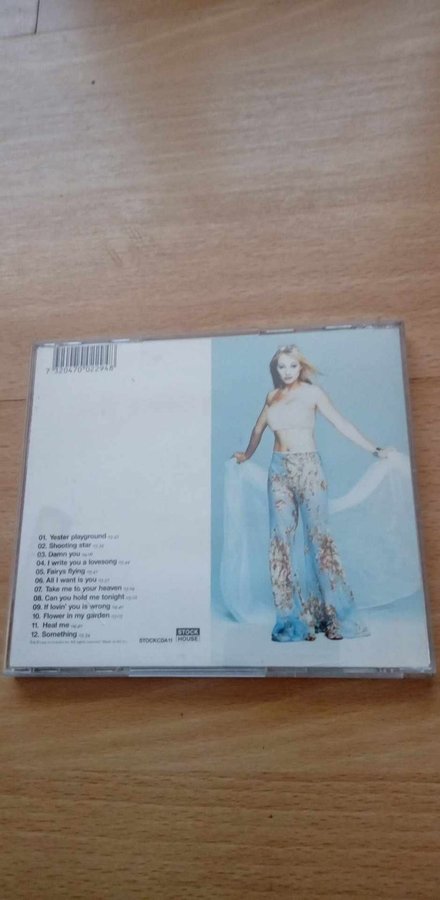 7 320470 022948
01. Yester playground
02. Shooting star
03. Damn you
04. I write you a lovesong
05. Fairys flying
06. All I want is you
07. Take me to your heaven
08. Can you hold me tonight
09. If lovin' you is wrong
10. Flower in my garden
11. Heal me
12. Something
STOCKCDA11
STOCK
HOUSE